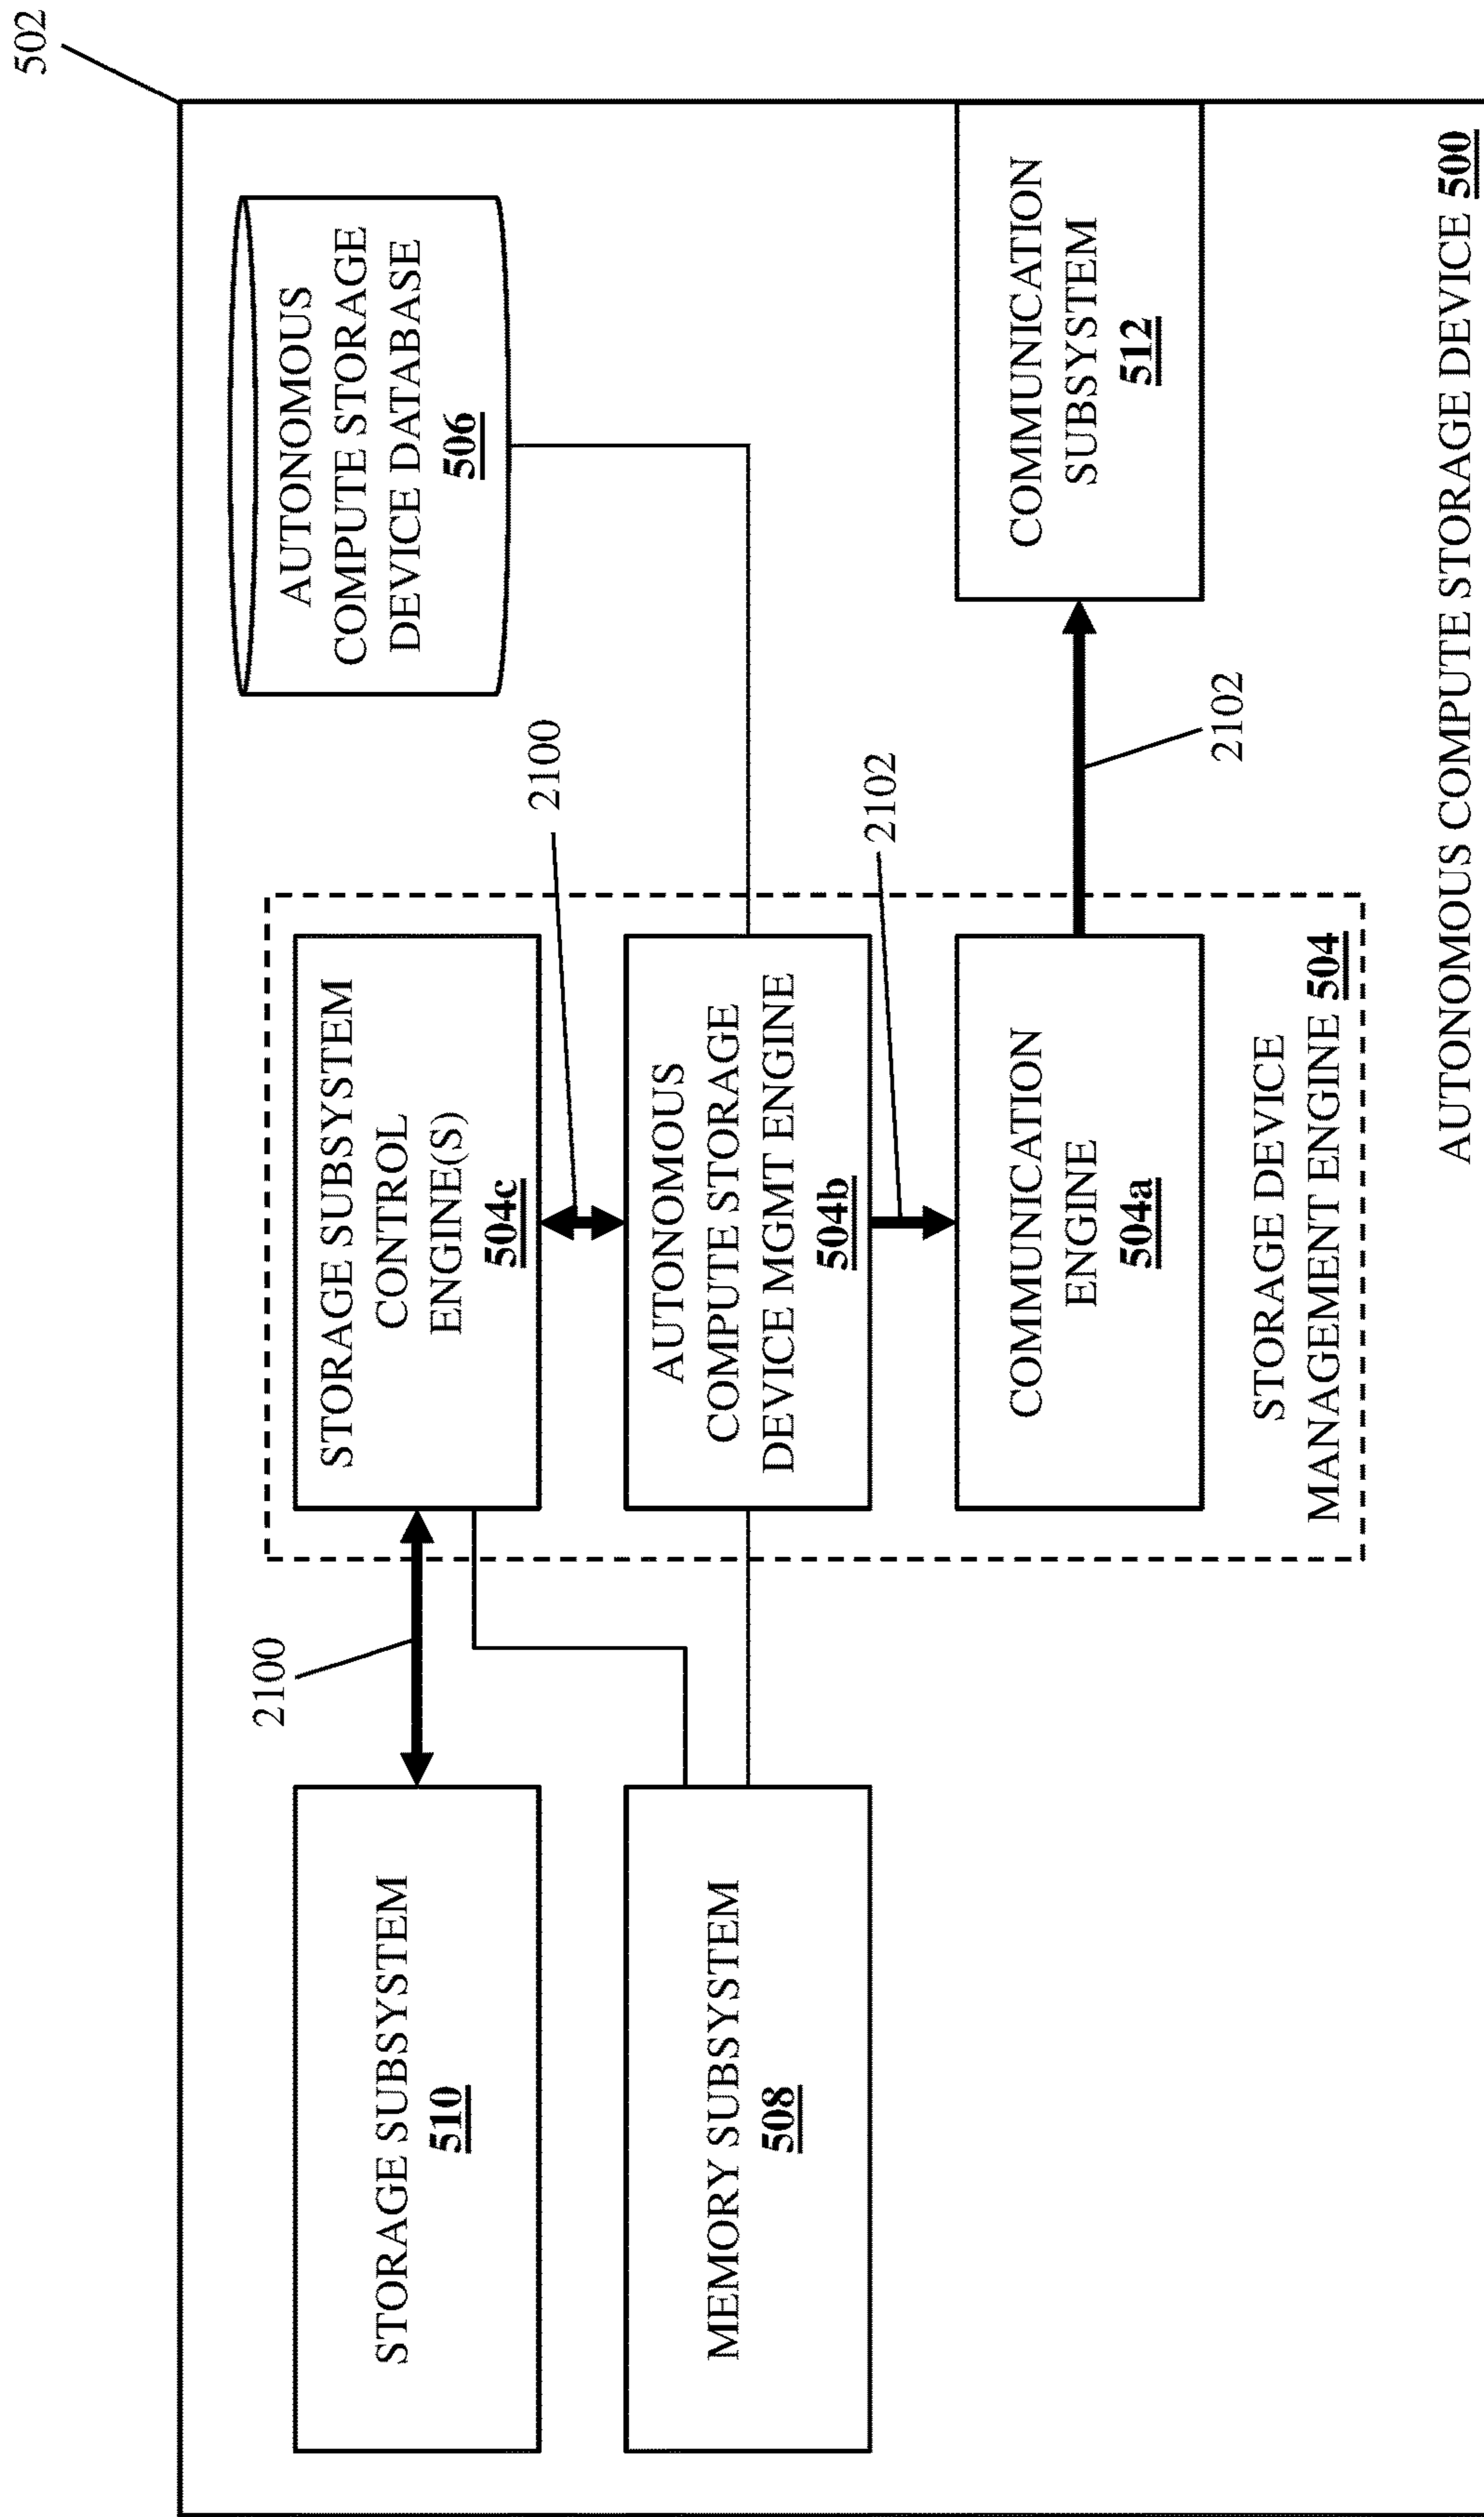 502
STORAGE SUBSYSTEM
510
2100
STORAGE SUBSYSTEM
CONTROL
ENGINE(S)
504c
AUTONOMOUS
COMPUTE STORAGE
DEVICE DATABASE
506
2100
MEMORY SUBSYSTEM
508
AUTONOMOUS
COMPUTE STORAGE
DEVICE MGMT ENGINE
504b
2102
COMMUNICATION
ENGINE
504a
2102
COMMUNICATION
SUBSYSTEM
512
STORAGE DEVICE
MANAGEMENT ENGINE 504
AUTONOMOUS COMPUTE STORAGE DEVICE 500